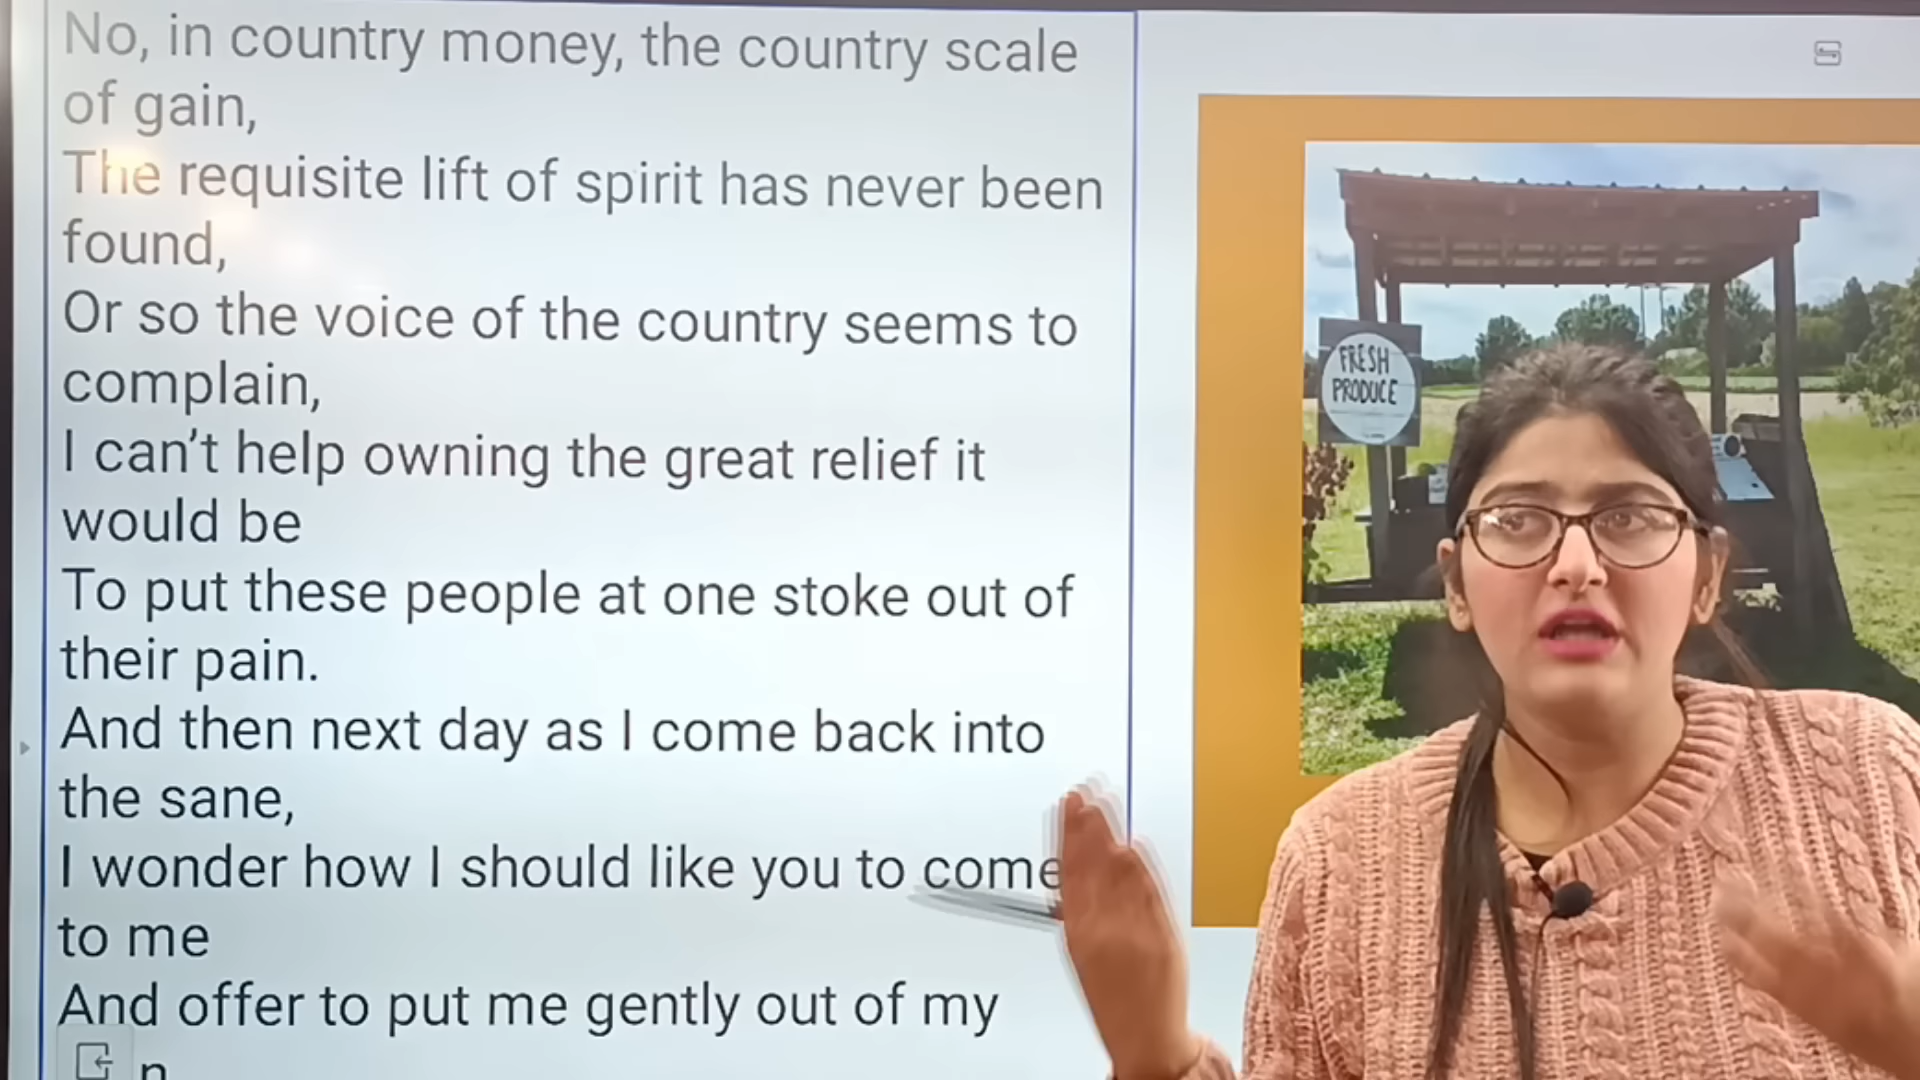 No, in country money, the country scale
of gain,
The requisite lift of spirit has never been
found,
Or so the voice of the country seems to
complain,
I can't help owning the great relief it
would be
To put these people at one stoke out of
their pain.
And then next day as I come back into
the sane,
I wonder how I should like you to come
to me
And offer to put me gently out of my
FRESH
PRODUCE